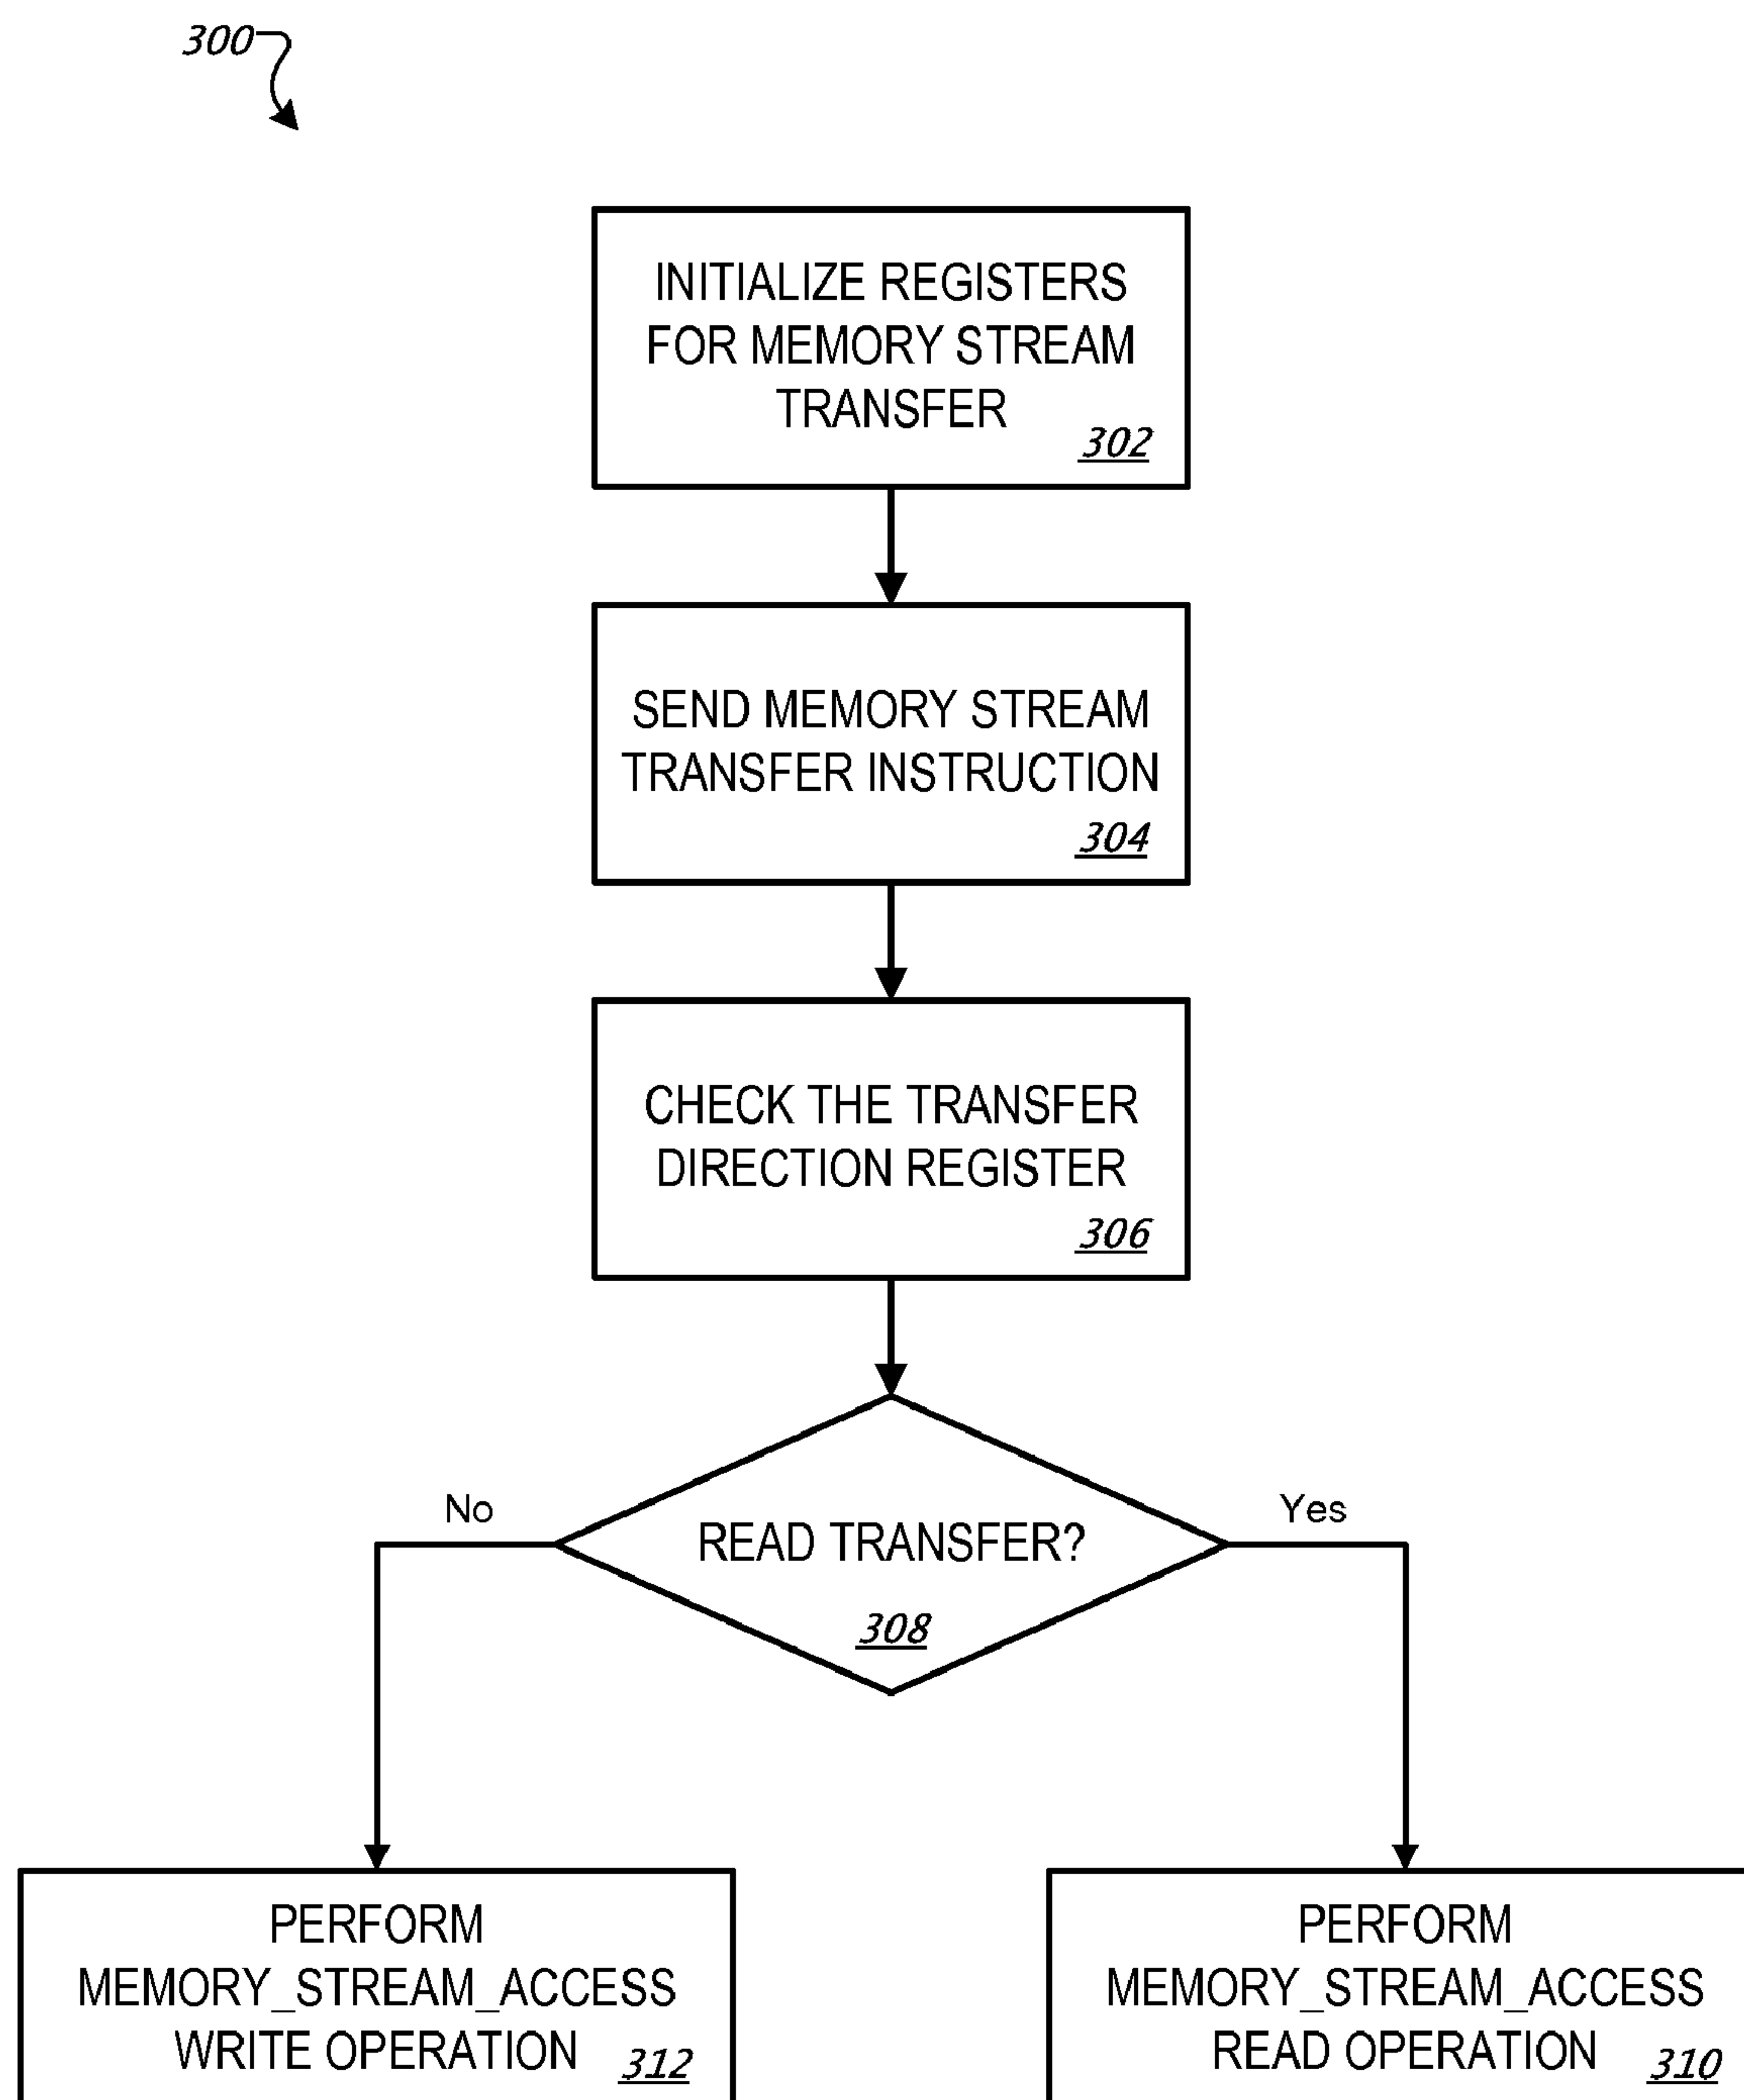 300
INITIALIZE REGISTERS
FOR MEMORY STREAM
TRANSFER
302
SEND MEMORY STREAM
TRANSFER INSTRUCTION
304
CHECK THE TRANSFER
DIRECTION REGISTER
306
READ TRANSFER?
308
No
Yes
PERFORM
MEMORY_STREAM_ACCESS
WRITE OPERATION
312
PERFORM
MEMORY_STREAM_ACCESS
READ OPERATION
310